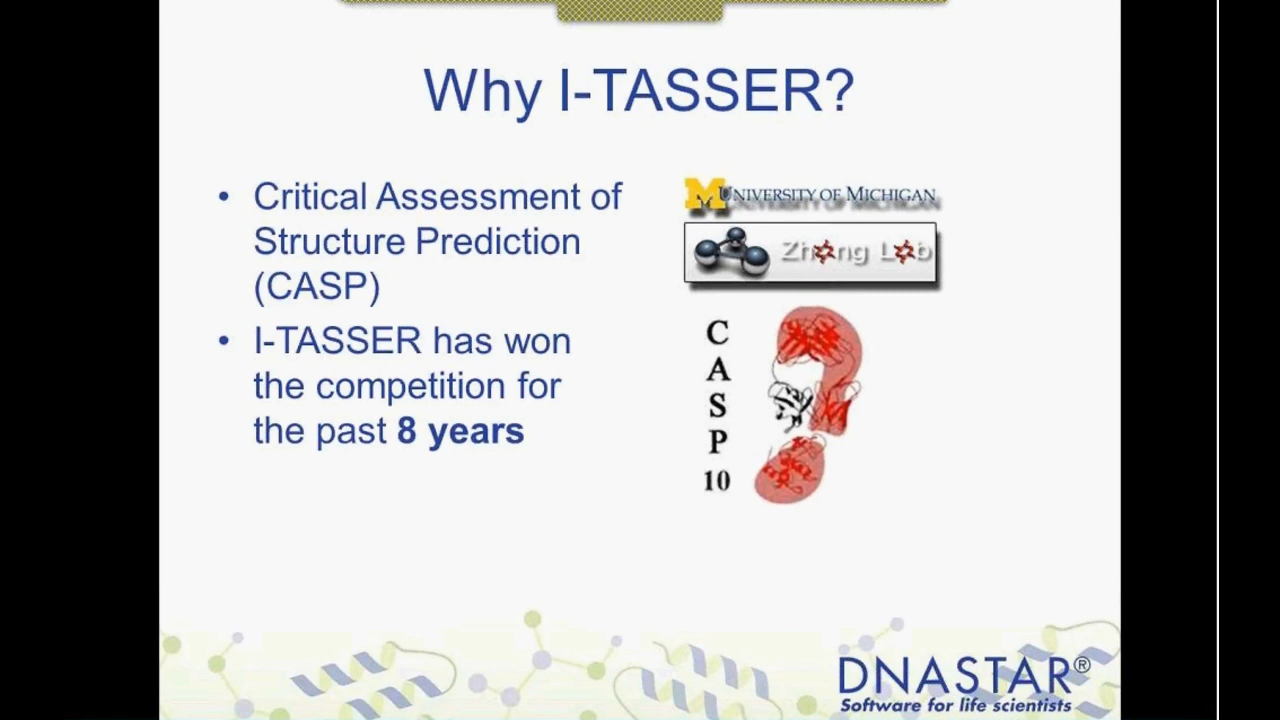 Why I-TASSER?
• Critical Assessment of
Structure Prediction
(CASP)
• I-TASSER has won
the competition for
the past 8 years
M UNIVERSITY OF MICHIGAN
Zhang Lab
C
A
S
P
10
DNASTAR®
Software for life scientists